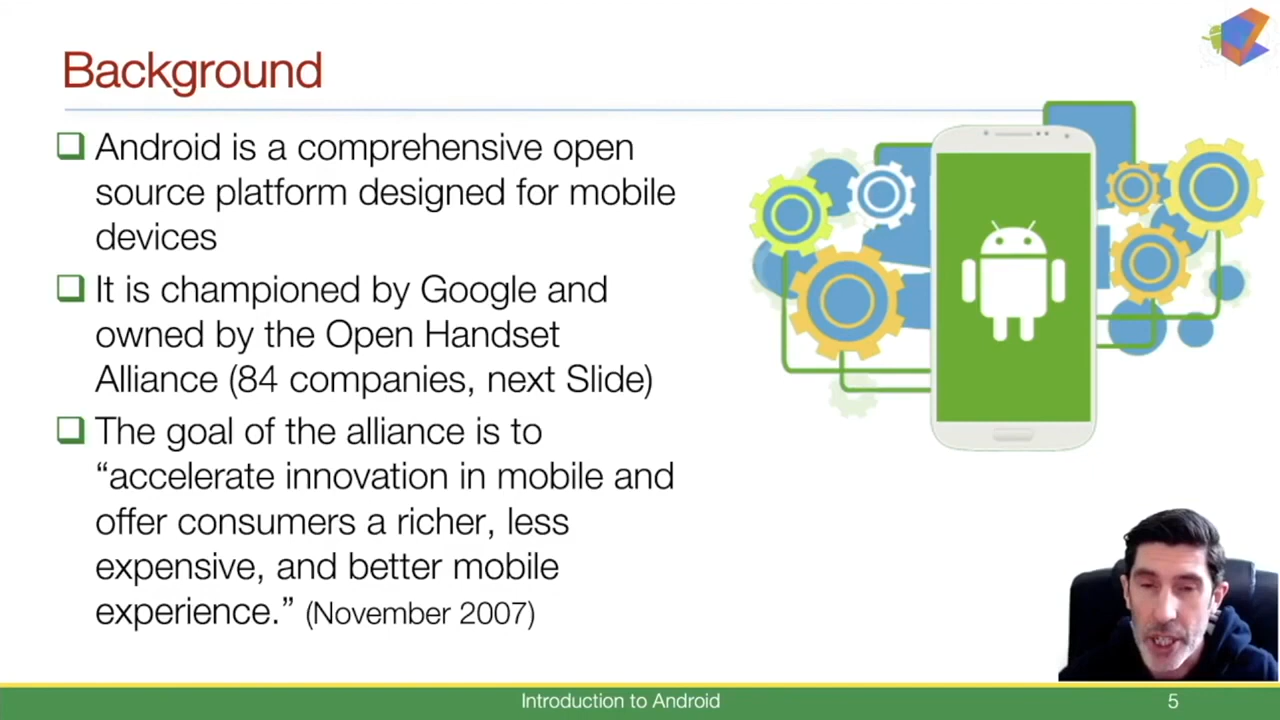 Background
Android is a comprehensive open
source platform designed for mobile
devices
It is championed by Google and
owned by the Open Handset
Alliance (84 companies, next Slide)
The goal of the alliance is to
“accelerate innovation in mobile and
offer consumers a richer, less
expensive, and better mobile
experience.” (November 2007)
Introduction to Android
5